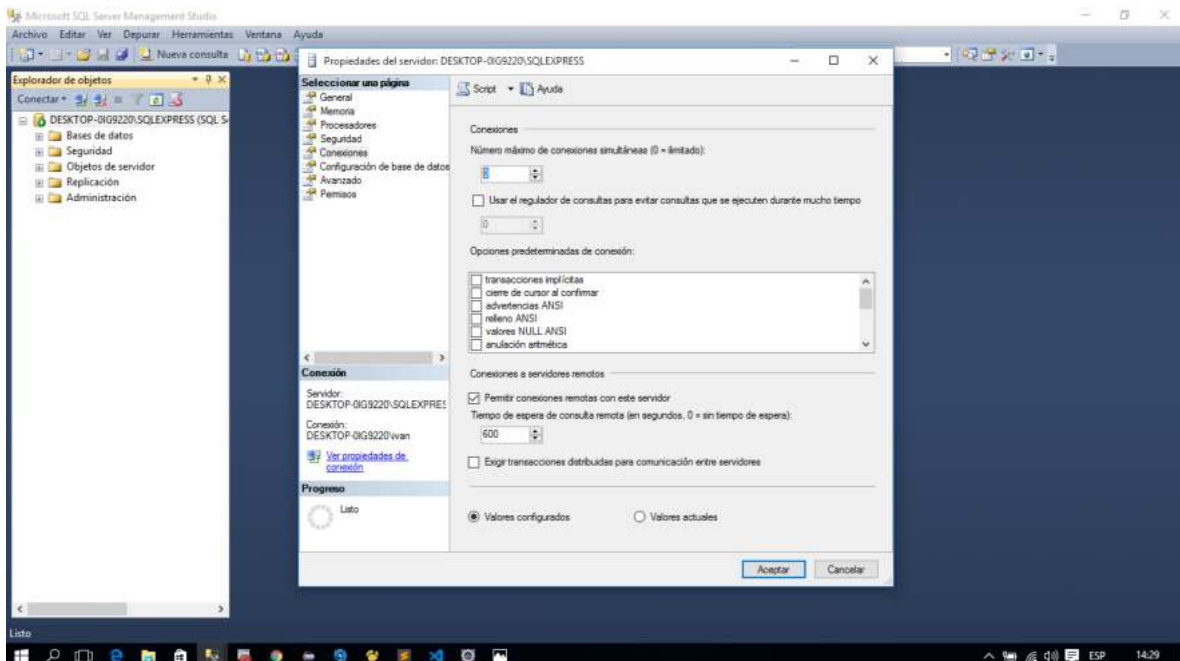 Microsoft SQL Server Management Studio
Archivo Editar Ver Depurar Herramientas Ventana Ayuda
Nueva consulta
Explorador de objetos
Conectar
DESKTOP-0IG9220\SQLEXPRESS (SQL S
Bases de datos
Seguridad
Objetos de servidor
Replicación
Administración
Propiedades del servidor: DESKTOP-0IG9220\SQLEXPRESS
Seleccionar una página
General
Memoria
Procesadores
Seguridad
Conexiones
Configuración de base de datos
Avanzado
Permisos
Conexión
Servidor:
DESKTOP-0IG9220\SQLEXPRES
Conexión:
DESKTOP-0IG9220\ivan
Ver propiedades de
conexión
Progreso
Listo
Script Ayuda
Conexiones
Número máximo de conexiones simultáneas (0 = ilimitado):
0
Usar el regulador de consultas para evitar consultas que se ejecuten durante mucho tiempo
0
Opciones predeterminadas de conexión:
transacciones implícitas
cierre de cursor al confirmar
advertencias ANSI
relleno ANSI
valores NULL ANSI
anulación aritmética
Conexiones a servidores remotos
Permitir conexiones remotas con este servidor
Tiempo de espera de consulta remota (en segundos, 0 = sin tiempo de espera):
600
Exigir transacciones distribuidas para comunicación entre servidores
Valores configurados Valores actuales
Aceptar Cancelar
Listo
ESP 14:29